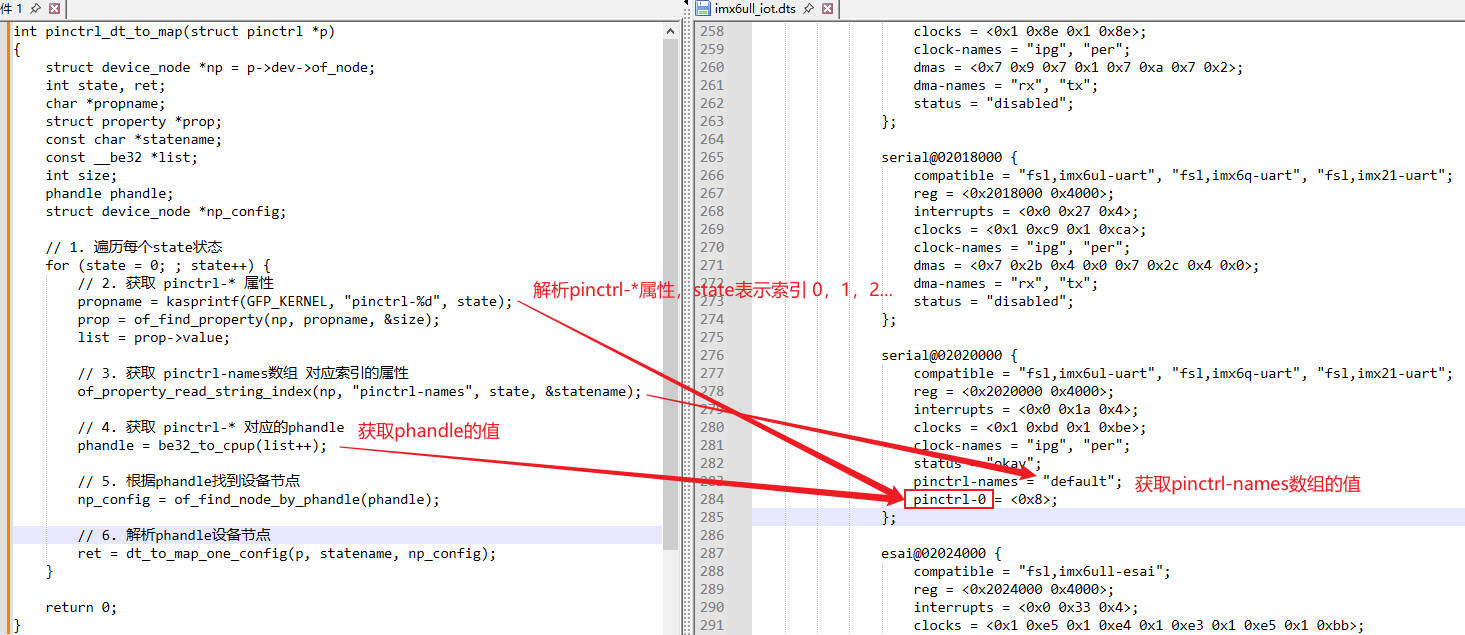 件 1
int pinctrl_dt_to_map(struct pinctrl *p)
{
    struct device_node *np = p->dev->of_node;
    int state, ret;
    char *propname;
    struct property *prop;
    const char *statename;
    const __be32 *list;
    int size;
    phandle phandle;
    struct device_node *np_config;

    // 1. 遍历每个state状态
    for (state = 0; ; state++) {
        // 2. 获取 pinctrl-* 属性
        propname = kasprintf(GFP_KERNEL, "pinctrl-%d", state);
        prop = of_find_property(np, propname, &size);
        list = prop->value;

        // 3. 获取 pinctrl-names数组 对应索引的属性
        of_property_read_string_index(np, "pinctrl-names", state, &statename);

        // 4. 获取 pinctrl-* 对应的phandle
        phandle = be32_to_cpup(list++);

        // 5. 根据phandle找到设备节点
        np_config = of_find_node_by_phandle(phandle);

        // 6. 解析phandle设备节点
        ret = dt_to_map_one_config(p, statename, np_config);
    }

    return 0;
}
解析pinctrl-*属性，state表示索引 0，1，2...
获取phandle的值
imx6ull_iot.dts
258 clocks = <0x1 0x8e 0x1 0x8e>;
259 clock-names = "ipg", "per";
260 dmas = <0x7 0x9 0x7 0x1 0x7 0xa 0x7 0x2>;
261 dma-names = "rx", "tx";
262 status = "disabled";
263 };
264
265 serial@02018000 {
266 compatible = "fsl,imx6ul-uart", "fsl,imx6q-uart", "fsl,imx21-uart";
267 reg = <0x2018000 0x4000>;
268 interrupts = <0x0 0x27 0x4>;
269 clocks = <0x1 0xc9 0x1 0xca>;
270 clock-names = "ipg", "per";
271 dmas = <0x7 0x2b 0x4 0x0 0x7 0x2c 0x4 0x0>;
dma-names = "rx", "tx";
273 status = "disabled";
274 };
275
276 serial@02020000 {
277 compatible = "fsl,imx6ul-uart", "fsl,imx6q-uart", "fsl,imx21-uart";
278 reg = <0x2020000 0x4000>;
279 interrupts = <0x0 0x1a 0x4>;
280 clocks = <0x1 0xbd 0x1 0xbe>;
281 clock-names = "ipg", "per";
282 status = "okay";
283 pinctrl-names = "default";
284 pinctrl-0 = <0x8>;
285 };
286
287 esai@02024000 {
288 compatible = "fsl,imx6ull-esai";
289 reg = <0x2024000 0x4000>;
290 interrupts = <0x0 0x33 0x4>;
291 clocks = <0x1 0xe5 0x1 0xe4 0x1 0xe3 0x1 0xe5 0x1 0xbb>;
获取pinctrl-names数组的值